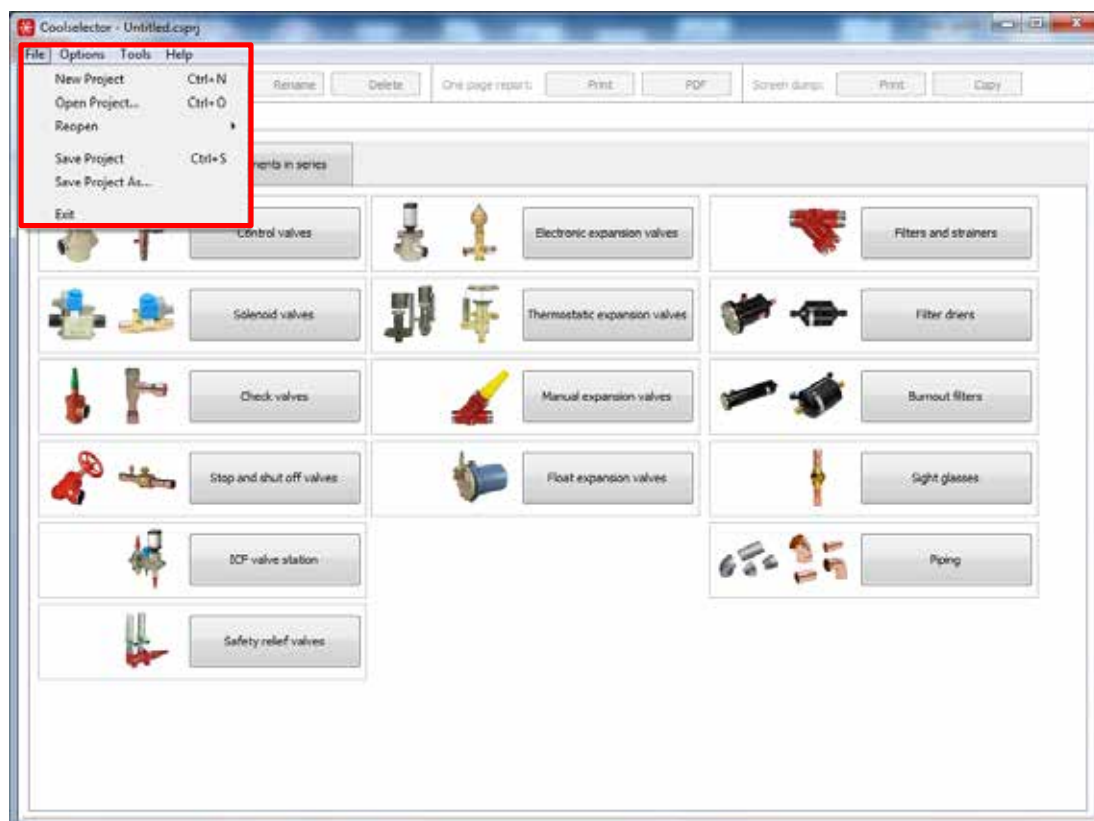 Coolselector - Untitled.csprj
File Options Tools Help
New Project Ctrl+N
Open Project... Ctrl+O
Reopen
Save Project Ctrl+S
Save Project As...
Exit
Rename Delete One page report: Print PDF Screen dump: Print Copy
nents in series
Control valves
Electronic expansion valves
Filters and strainers
Solenoid valves
Thermostatic expansion valves
Filter driers
Check valves
Manual expansion valves
Burnout filters
Stop and shut off valves
Float expansion valves
Sight glasses
ICF valve station
Piping
Safety relief valves